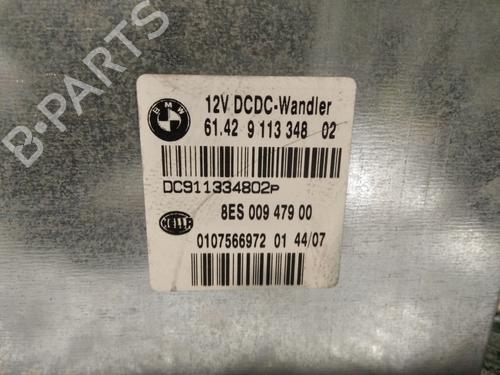 B-PARTS
BMW
12V DCDC-Wandler
61.42 9 113 348 02
DC911334802P
8ES 009 479 00
HELLA
0107566972 01 44/07